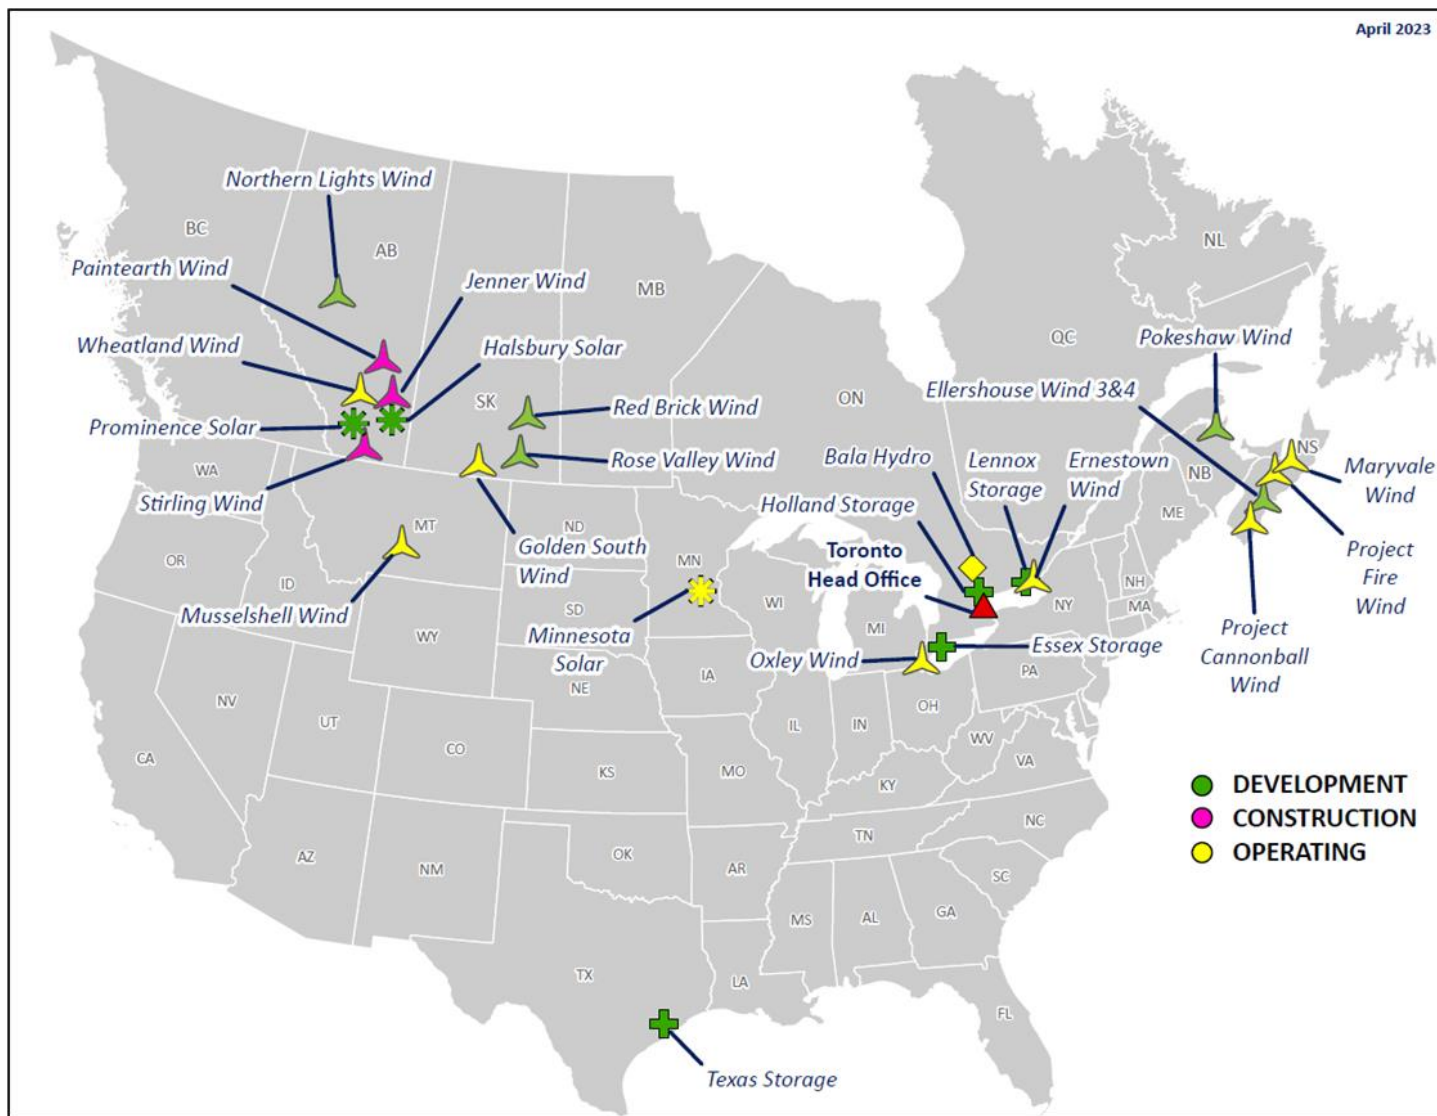 April 2023
Northern Lights Wind
BC
AB
NL
Paintearth Wind
Jenner Wind
MB
QC
Pokeshaw Wind
Wheatland Wind
Halsbury Solar
Ellershouse Wind 3&4
SK
ON
Red Brick Wind
Prominence Solar
NS
Bala Hydro
Lennox
Storage
Ernestown
Wind
Rose Valley Wind
WA
NB
Maryvale
Wind
Stirling Wind
Holland Storage
ME
MT
ND
Golden South
Wind
Toronto
Head Office
MN
Project
Fire
Wind
OR
ID
NH
Musselshell Wind
SD
WI
NY
MA
Minnesota
Solar
MI
WY
Project
Cannonball
Wind
Oxley Wind
Essex Storage
PA
IA
NE
NV
OH
UT
IL
IN
WV
CA
CO
KS
MO
VA
KY
DEVELOPMENT
CONSTRUCTION
OPERATING
NC
TN
AZ
NM
OK
AR
SC
MS
AL
GA
TX
LA
FL
Texas Storage